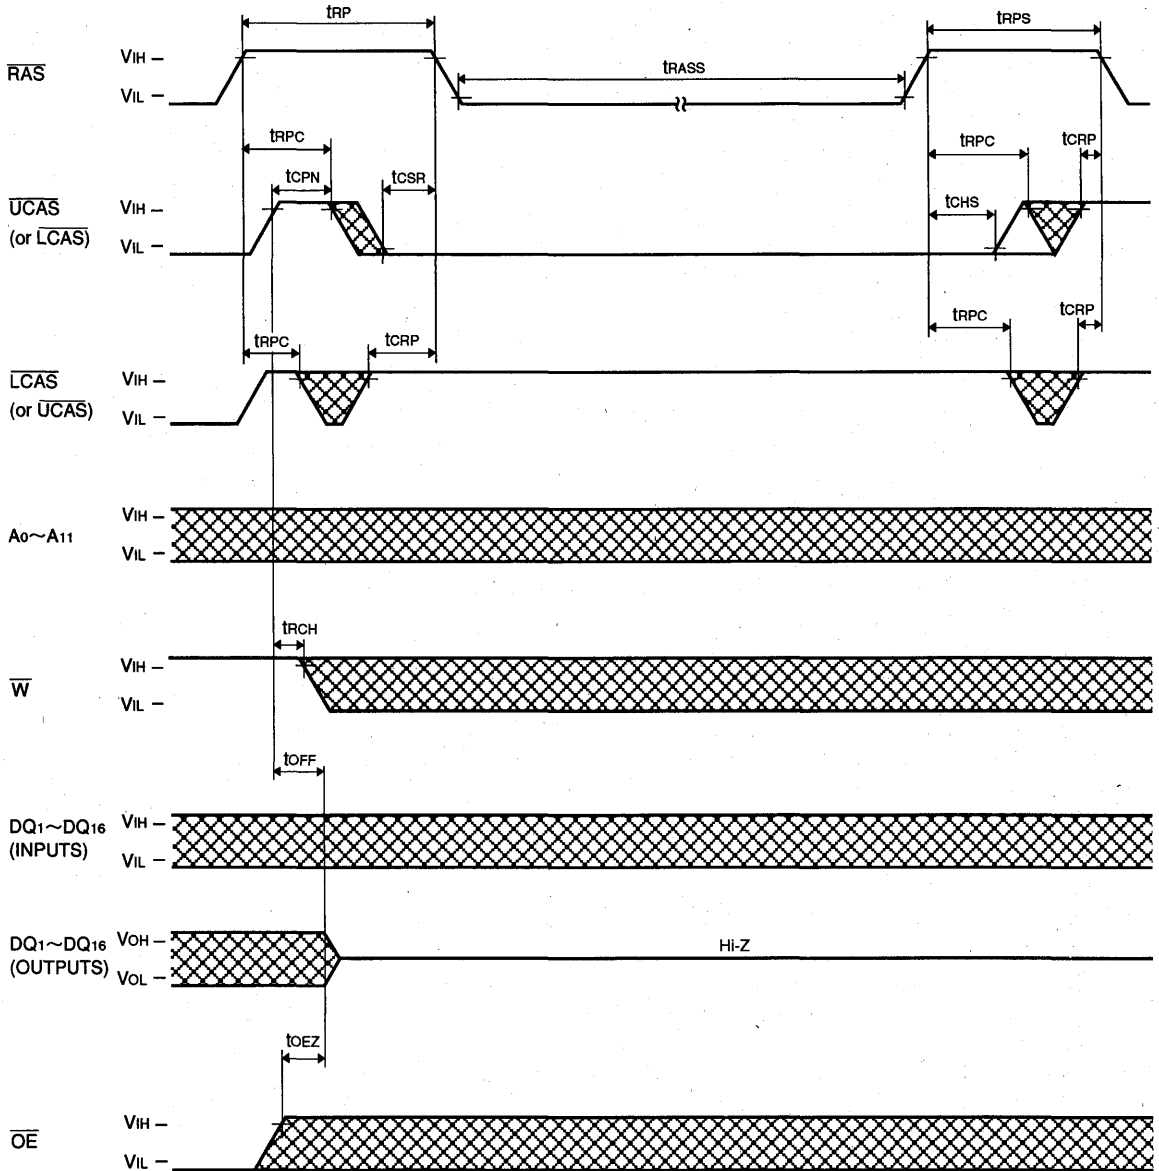 tRP
tRPS
RAS
VIH
VIL
tRASS
tRPC
tCPN
tCSR
tRPC
tCRP
tCHS
UCAS
(or LCAS)
VIH
VIL
tRPC
tCRP
tRPC
tCRP
LCAS
(or UCAS)
VIH
VIL
A0~A11
VIH
VIL
tRCH
W
VIH
VIL
tOFF
DQ1~DQ16
(INPUTS)
VIH
VIL
DQ1~DQ16
(OUTPUTS)
VOH
VOL
Hi-Z
tOEZ
OE
VIH
VIL